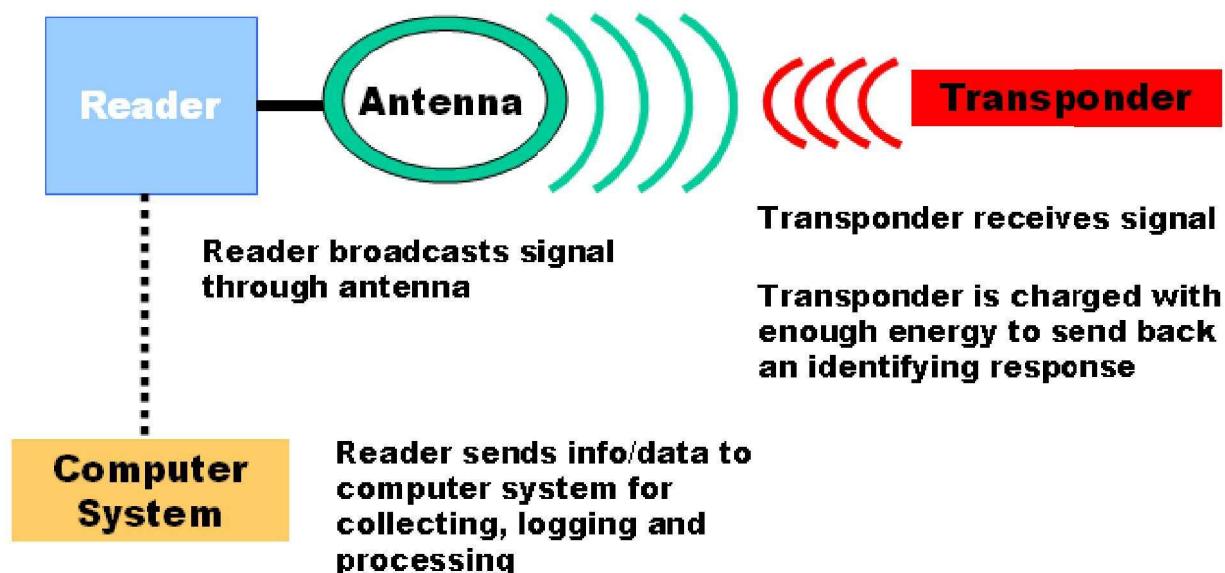 Reader
Antenna
Transponder
Reader broadcasts signal
through antenna
Transponder receives signal
Transponder is charged with
enough energy to send back
an identifying response
Computer
System
Reader sends info/data to
computer system for
collecting, logging and
processing